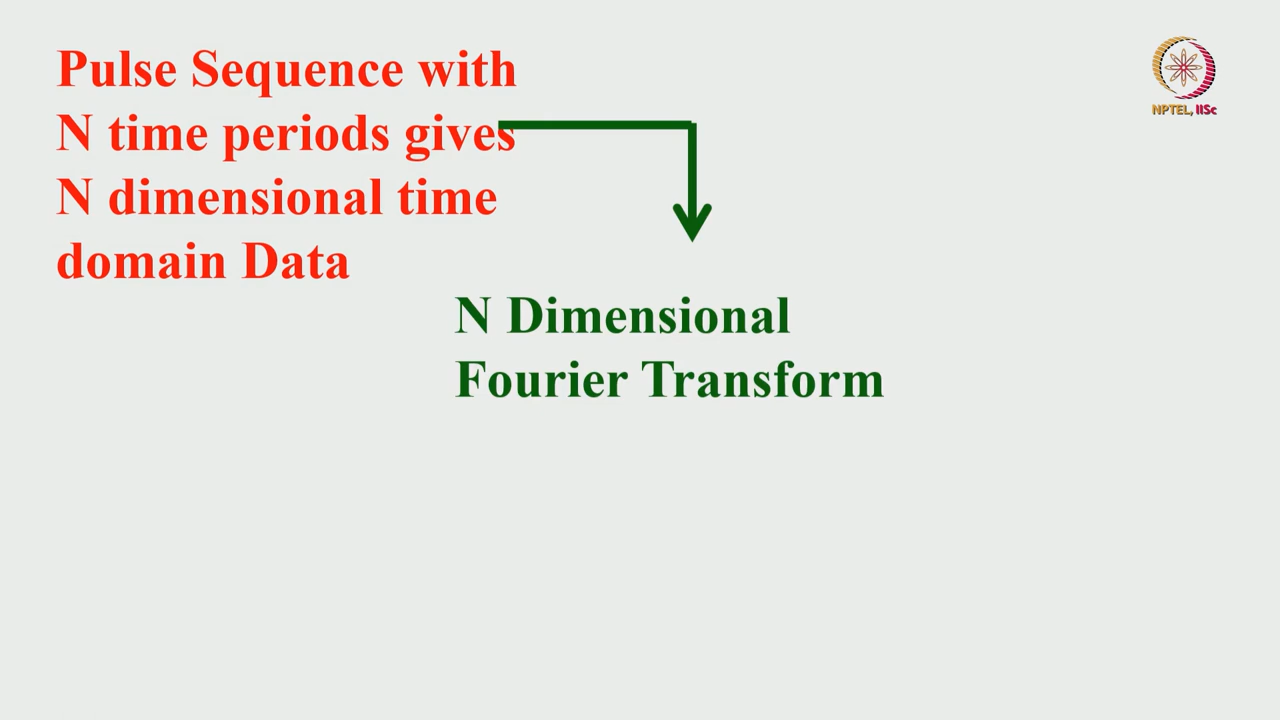 Pulse Sequence with
N time periods gives
N dimensional time
domain Data
N Dimensional
Fourier Transform
NPTEL, IISc